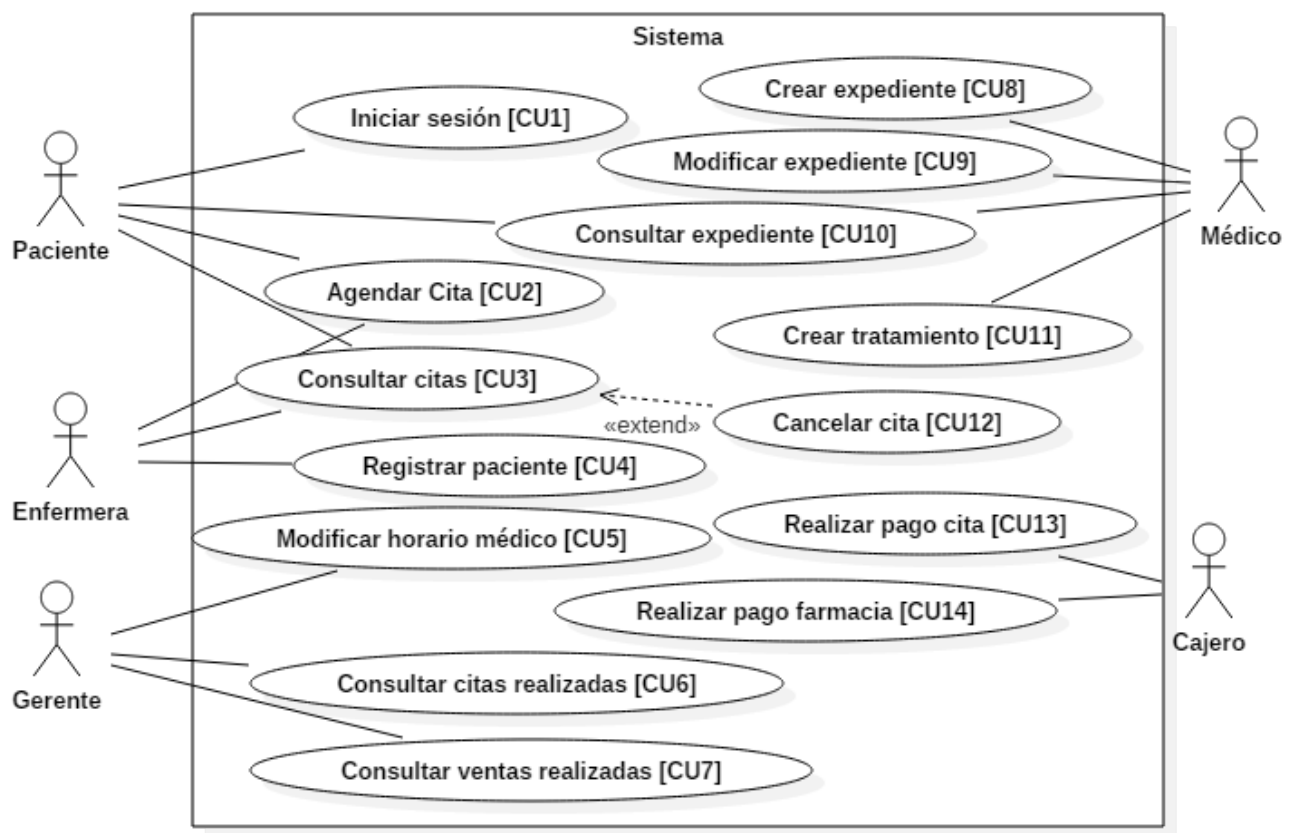 Sistema
Crear expediente [CU8]
Iniciar sesión [CU1]
Modificar expediente [CU9]
Consultar expediente [CU10]
Paciente
Médico
Agendar Cita [CU2]
Crear tratamiento [CU11]
Consultar citas [CU3]
«extend»
Cancelar cita [CU12]
Registrar paciente [CU4]
Enfermera
Realizar pago cita [CU13]
Modificar horario médico [CU5]
Realizar pago farmacia [CU14]
Cajero
Consultar citas realizadas [CU6]
Gerente
Consultar ventas realizadas [CU7]